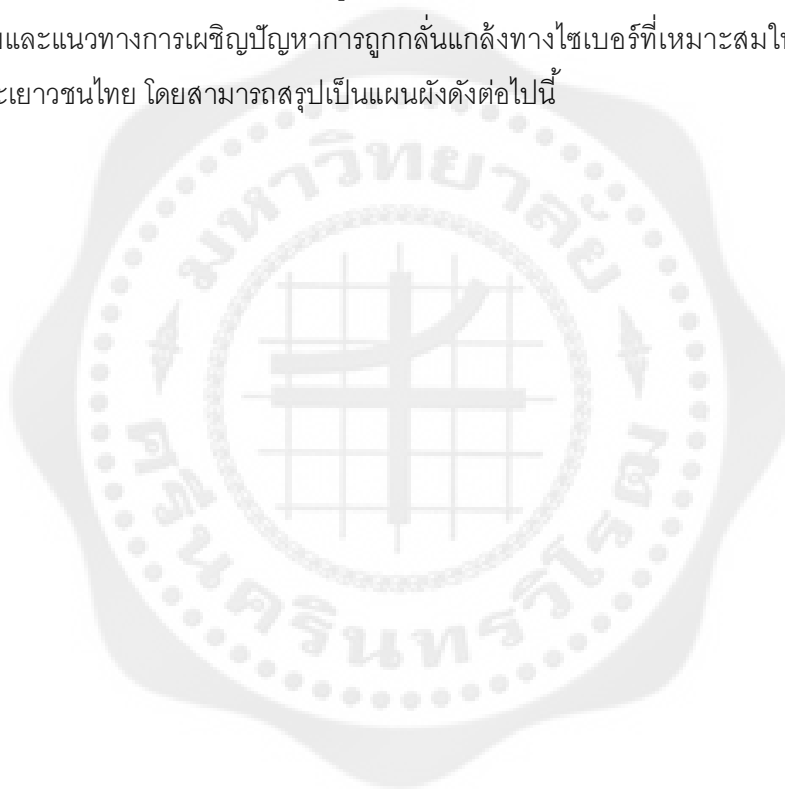 และแนวทางการเผชิญปัญหาการถูกกลั่นแกล้งทางไซเบอร์ที่เหมาะสมใ
เยาวชนไทย โดยสามารถสรุปเป็นแผนผังดังต่อไปนี้
มหาวิทยาลัย
ศรีนครินทรวิโรฒ